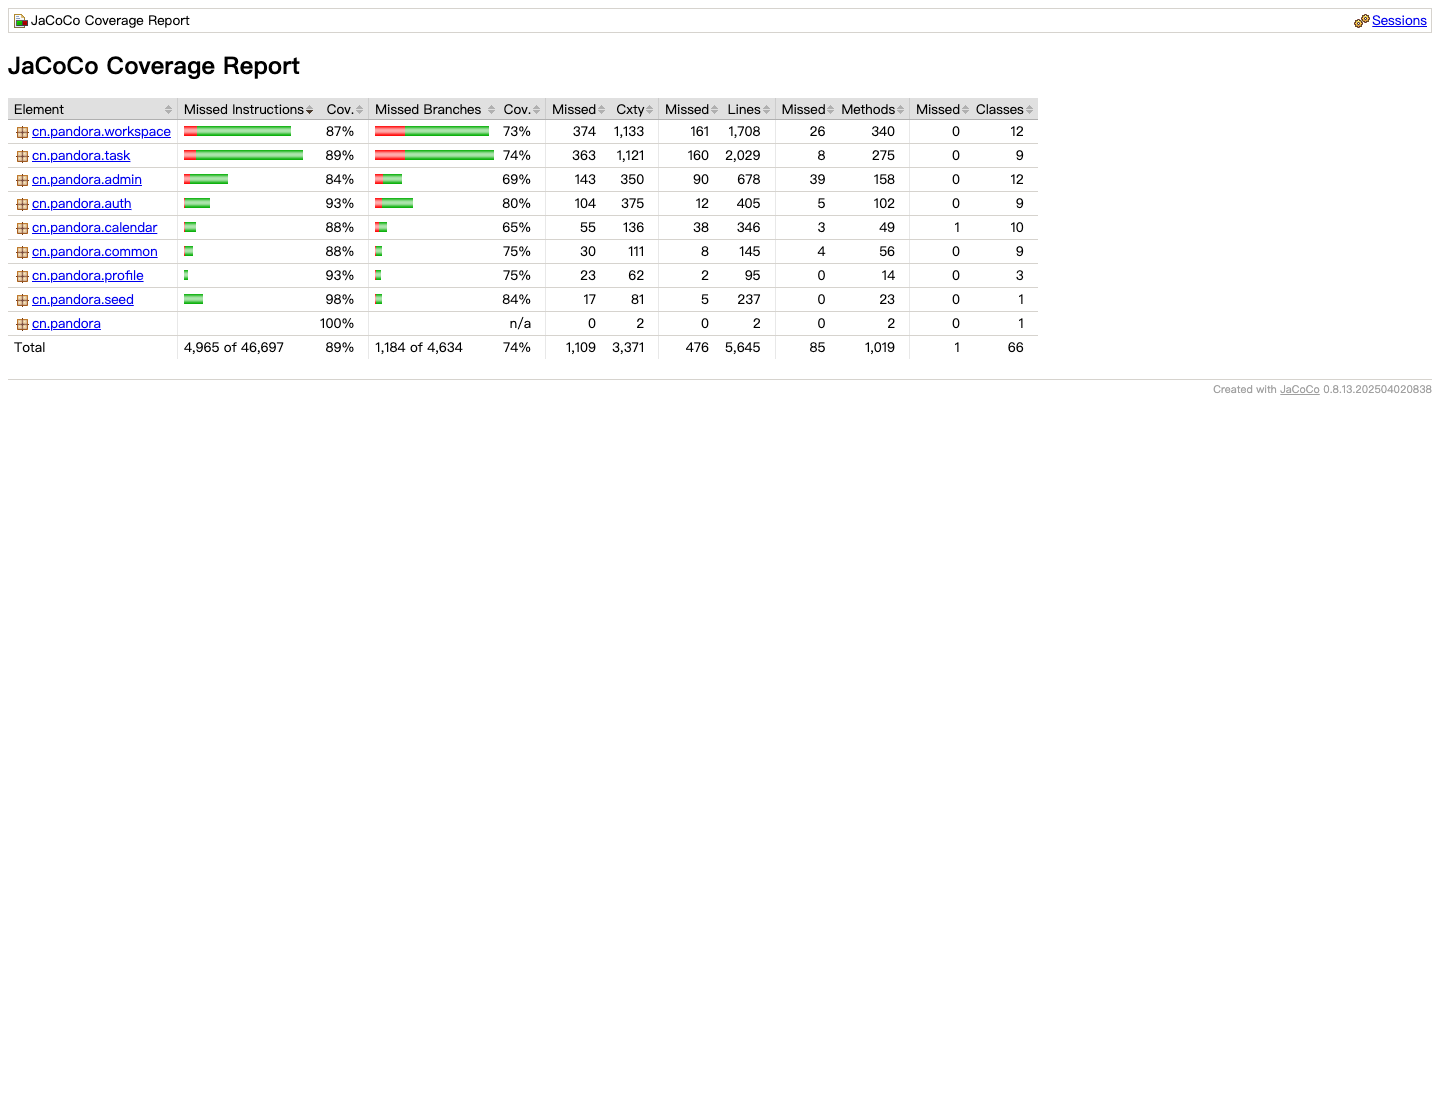 JaCoCo Coverage Report Sessions
JaCoCo Coverage Report
Element Missed Instructions Cov. Missed Branches Cov. Missed Cxty Missed Lines Missed Methods Missed Classes
cn.pandora.workspace 87% 73% 374 1,133 161 1,708 26 340 0 12
cn.pandora.task 89% 74% 363 1,121 160 2,029 8 275 0 9
cn.pandora.admin 84% 69% 143 350 90 678 39 158 0 12
cn.pandora.auth 93% 80% 104 375 12 405 5 102 0 9
cn.pandora.calendar 88% 65% 55 136 38 346 3 49 1 10
cn.pandora.common 88% 75% 30 111 8 145 4 56 0 9
cn.pandora.profile 93% 75% 23 62 2 95 0 14 0 3
cn.pandora.seed 98% 84% 17 81 5 237 0 23 0 1
cn.pandora 100% n/a 0 2 0 2 0 2 0 1
Total 4,965 of 46,697 89% 1,184 of 4,634 74% 1,109 3,371 476 5,645 85 1,019 1 66
Created with JaCoCo 0.8.13.202504020838